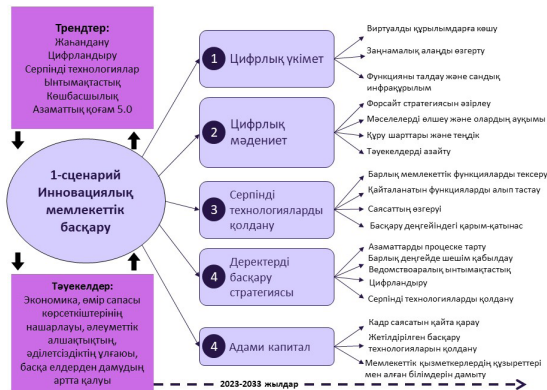 Трендтер:
Жаһандану
Цифрландыру
Серпінді технологиялар
Ынтымақтастық
Көшбасшылық
Азаматтық қоғам 5.0
1-сценарий
Инновациялық
мемлекеттік
басқару
Тәуекелдер:
Экономика, өмір сапасы
көрсеткіштерінің
нашарлауы, әлеуметтік
алшақтықтың,
әділетсіздіктің ұлғаюы,
басқа елдерден дамудың
артта қалуы
1 Цифрлық үкімет
Виртуалды құрылымдарға көшу
Заңнамалық алаңды өзгерту
Функцияны талдау және сандық
инфрақұрылым
2 Цифрлық
мәдениет
Форсайт стратегиясын әзірлеу
Мәселелерді өлшеу және олардың ауқымы
Құру шарттары және теңдік
Тәуекелдерді азайту
3 Серпінді
технологияларды
қолдану
Барлық мемлекеттік функцияларды тексеру
Қайталанатын функцияларды алып тастау
Саясаттың өзгеруі
Басқару деңгейіндегі қарым-қатынас
4 Деректерді
басқару
стратегиясы
Азаматтарды процеске тарту
Барлық деңгейде шешім қабылдау
Ведомствоаралық ынтымақтастық
Цифрландыру
Серпінді технологияларды қолдану
4 Адами капитал
Кадр саясатын қайта қарау
Жетілдірілген басқару
технологияларын қолдану
Мемлекеттік қызметкерлердің құзыреттері
мен алған білімдерін дамыту
2023-2033 жылдар